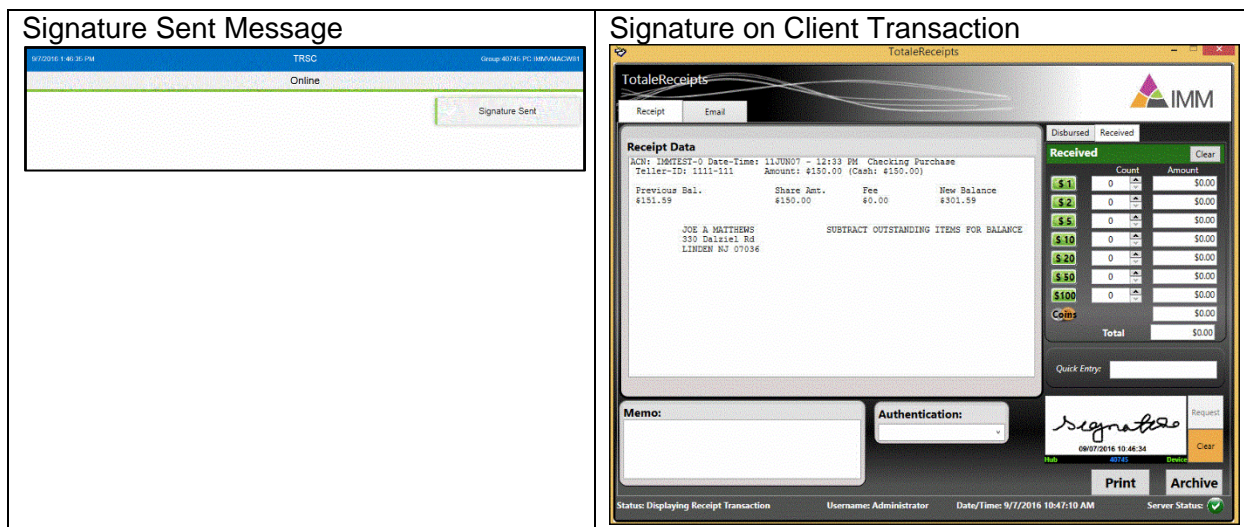 Signature Sent Message
9/7/2016 1:46:35 PM TRSC Group:40745 PC:IMMVMACW81
Online
Signature Sent
Signature on Client Transaction
TotaleReceipts
TotaleReceipts
IMM
Receipt Email
Disbursed Received
Receipt Data
ACN: IMMTEST-0 Date-Time: 11JUN07 - 12:33 PM Checking Purchase
Teller-ID: 1111-111 Amount: $150.00 (Cash: $150.00)
Previous Bal. Share Amt. Fee New Balance
$151.59 $150.00 $0.00 $301.59
JOE A MATTHEWS SUBTRACT OUTSTANDING ITEMS FOR BALANCE
330 Dalziel Rd
LINDEN NJ 07036
Received Clear
Count Amount
$ 1 0 $0.00
$ 2 0 $0.00
$ 5 0 $0.00
$ 10 0 $0.00
$ 20 0 $0.00
$ 50 0 $0.00
$100 0 $0.00
Coins $0.00
Total $0.00
Quick Entry:
Memo:
Authentication:
Signature
09/07/2016 10:46:34
Request
Clear
Hub 40745 Device
Print Archive
Status: Displaying Receipt Transaction Username: Administrator Date/Time: 9/7/2016 10:47:10 AM Server Status: